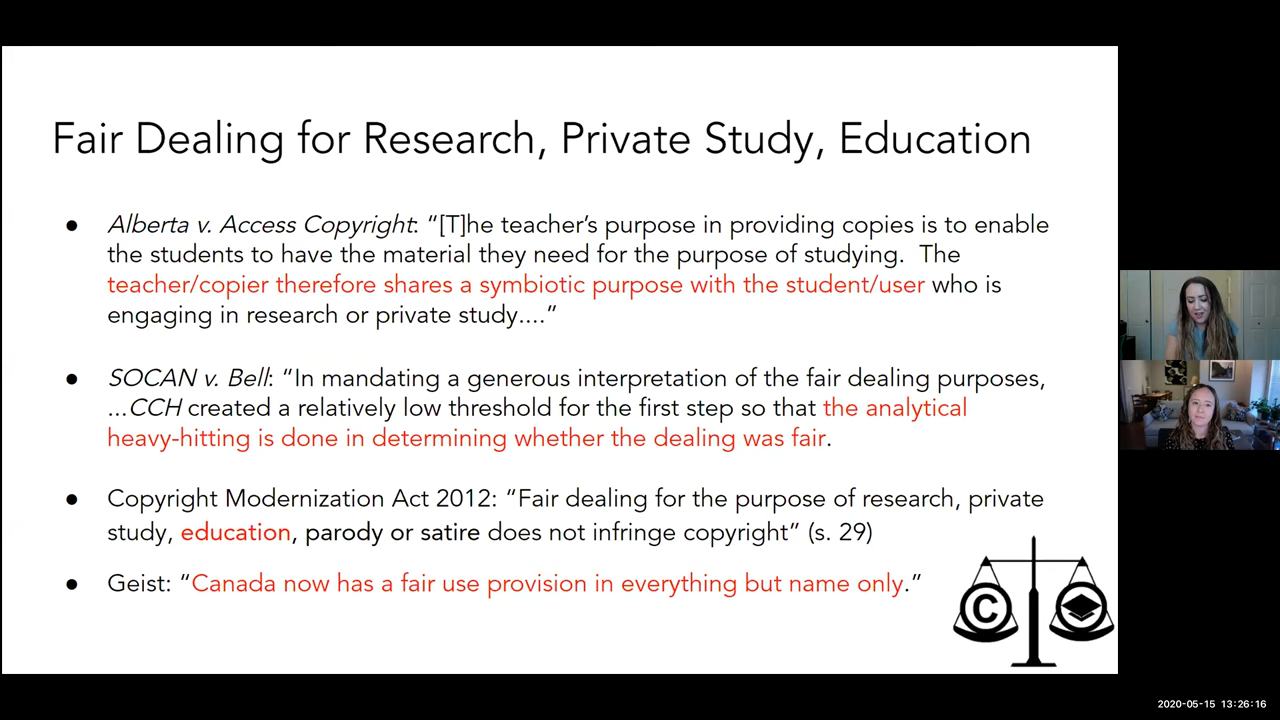 Fair Dealing for Research, Private Study, Education
● Alberta v. Access Copyright: “[T]he teacher’s purpose in providing copies is to enable
the students to have the material they need for the purpose of studying. The
teacher/copier therefore shares a symbiotic purpose with the student/user who is
engaging in research or private study....”
● SOCAN v. Bell: “In mandating a generous interpretation of the fair dealing purposes,
...CCH created a relatively low threshold for the first step so that the analytical
heavy-hitting is done in determining whether the dealing was fair.
● Copyright Modernization Act 2012: “Fair dealing for the purpose of research, private
study, education, parody or satire does not infringe copyright” (s. 29)
● Geist: “Canada now has a fair use provision in everything but name only.”
C
2020-05-15 13:26:16